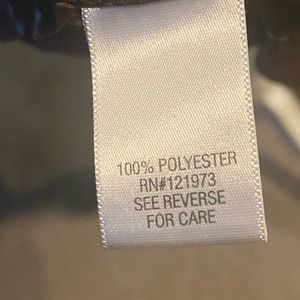 100% POLYESTER
RN#121973
SEE REVERSE
FOR CARE